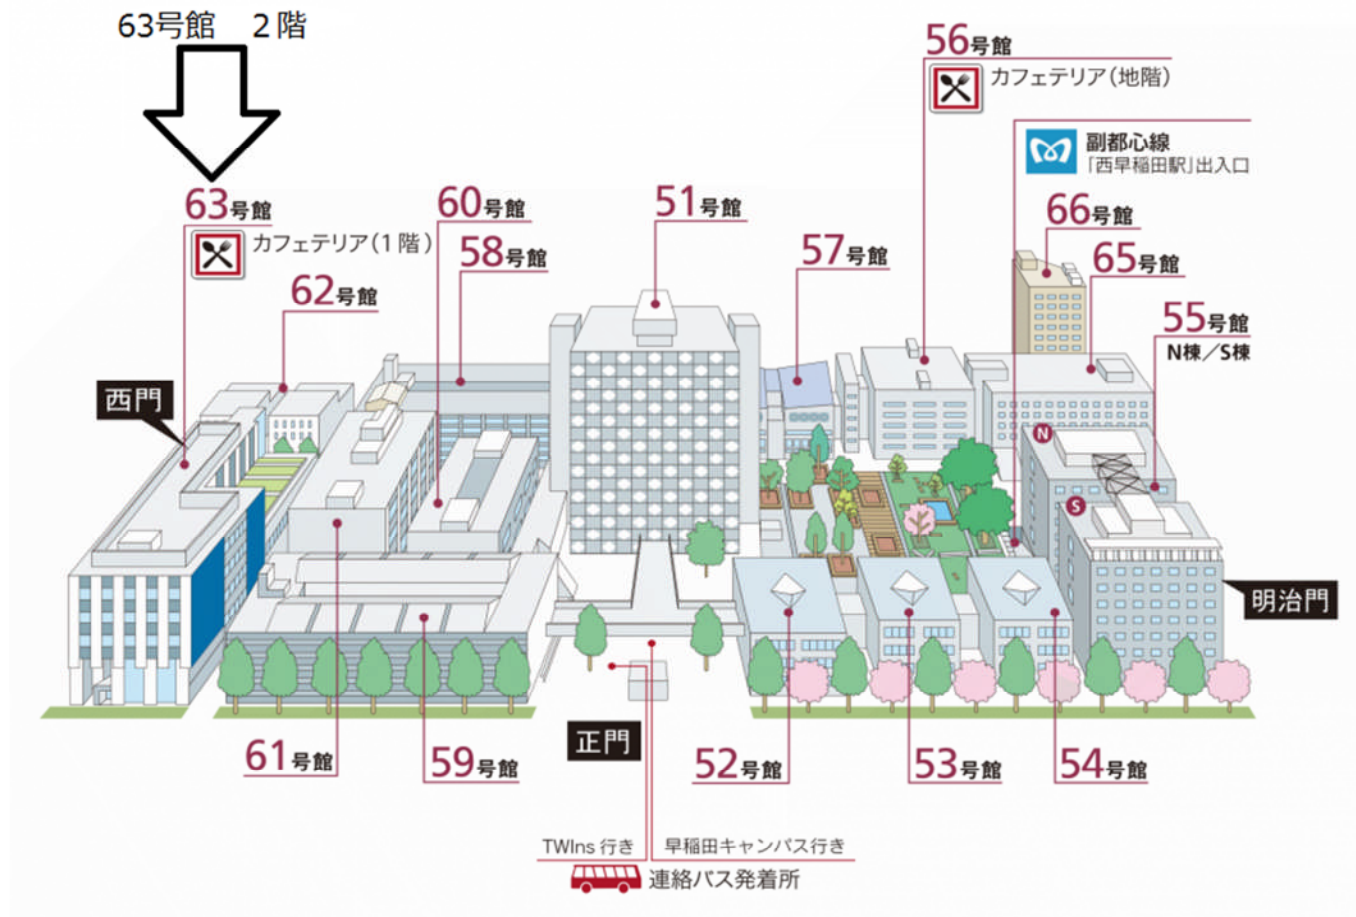 63号館 2階
56号館
カフェテリア(地階)
副都心線
「西早稲田駅」出入口
63号館
カフェテリア(1階)
60号館
58号館
51号館
57号館
66号館
65号館
62号館
55号館
N棟/S棟
西門
N
S
明治門
正門
61号館
59号館
52号館
53号館
54号館
TWIns 行き
早稲田キャンパス行き
連絡バス発着所